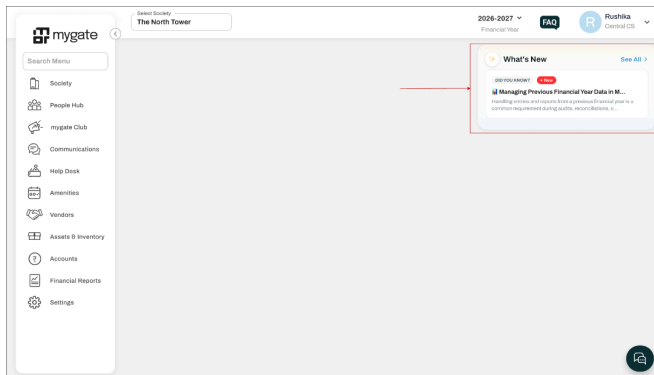 mygate
Search Menu
Society
People Hub
mygate Club
Communications
Help Desk
Amenities
Vendors
Assets & Inventory
Accounts
Financial Reports
Settings
Select Society
The North Tower
2026-2027
Financial Year
FAQ
R
Rushika
Central CS
What's New
See All >
DID YOU KNOW?
New
Managing Previous Financial Year Data in M...
Handling entries and reports from a previous financial year is a
common requirement during audits, reconciliations, o...